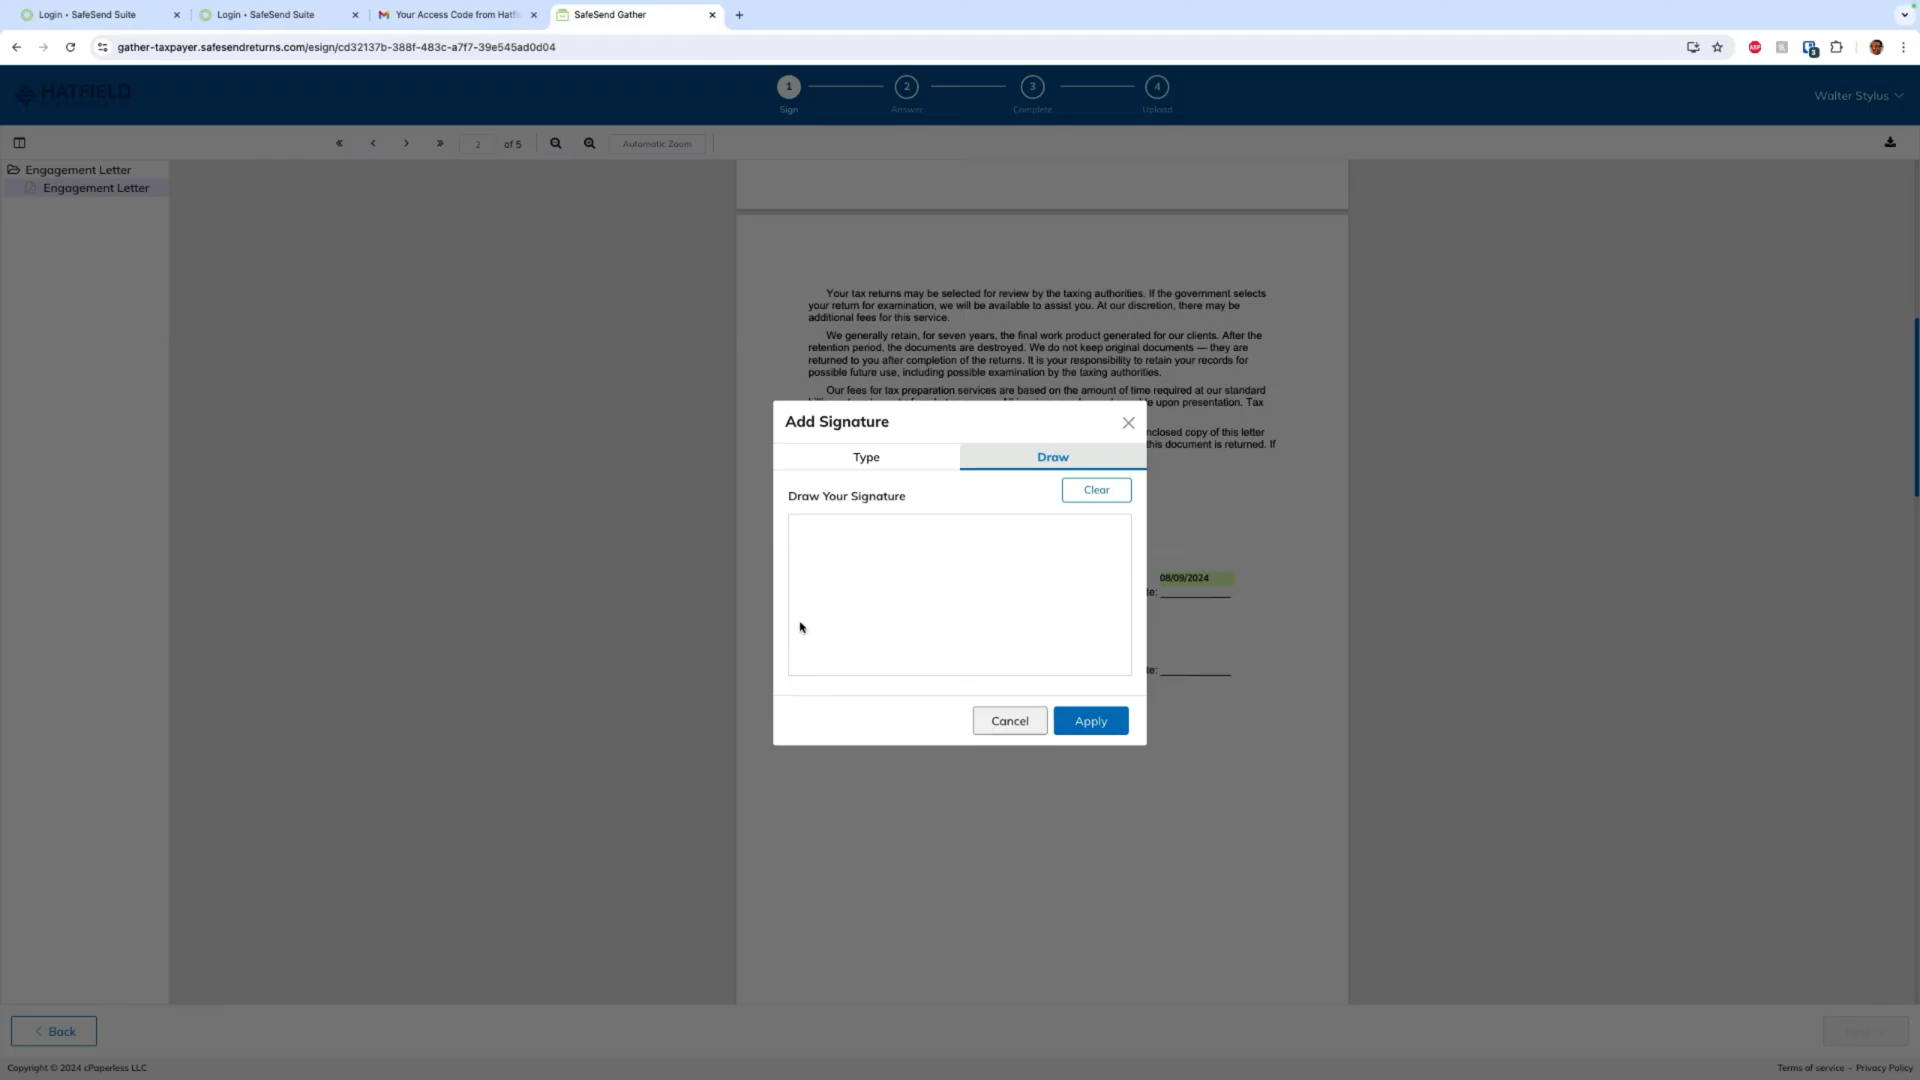 Login • SafeSend Suite
Login • SafeSend Suite
Your Access Code from Hatfi
SafeSend Gather
gather-taxpayer.safesendreturns.com/esign/cd32137b-388f-483c-a7f7-39e545ad0d04
HATFIELD
1
2
3
4
Sign
Answer
Complete
Upload
Walter Stylus
2 of 5
Automatic Zoom
Engagement Letter
Engagement Letter
Your tax returns may be selected for review by the taxing authorities. If the government selects
your return for examination, we will be available to assist you. At our discretion, there may be
additional fees for this service.
We generally retain, for seven years, the final work product generated for our clients. After the
retention period, the documents are destroyed. We do not keep original documents — they are
returned to you after completion of the returns. It is your responsibility to retain your records for
possible future use, including possible examination by the taxing authorities.
Our fees for tax preparation services are based on the amount of time required at our standard
upon presentation. Tax
nclosed copy of this letter
this document is returned. If
Add Signature
Type
Draw
Draw Your Signature
Clear
08/09/2024
te:
te:
Cancel
Apply
Back
Copyright © 2024 cPaperless LLC
Terms of service - Privacy Policy